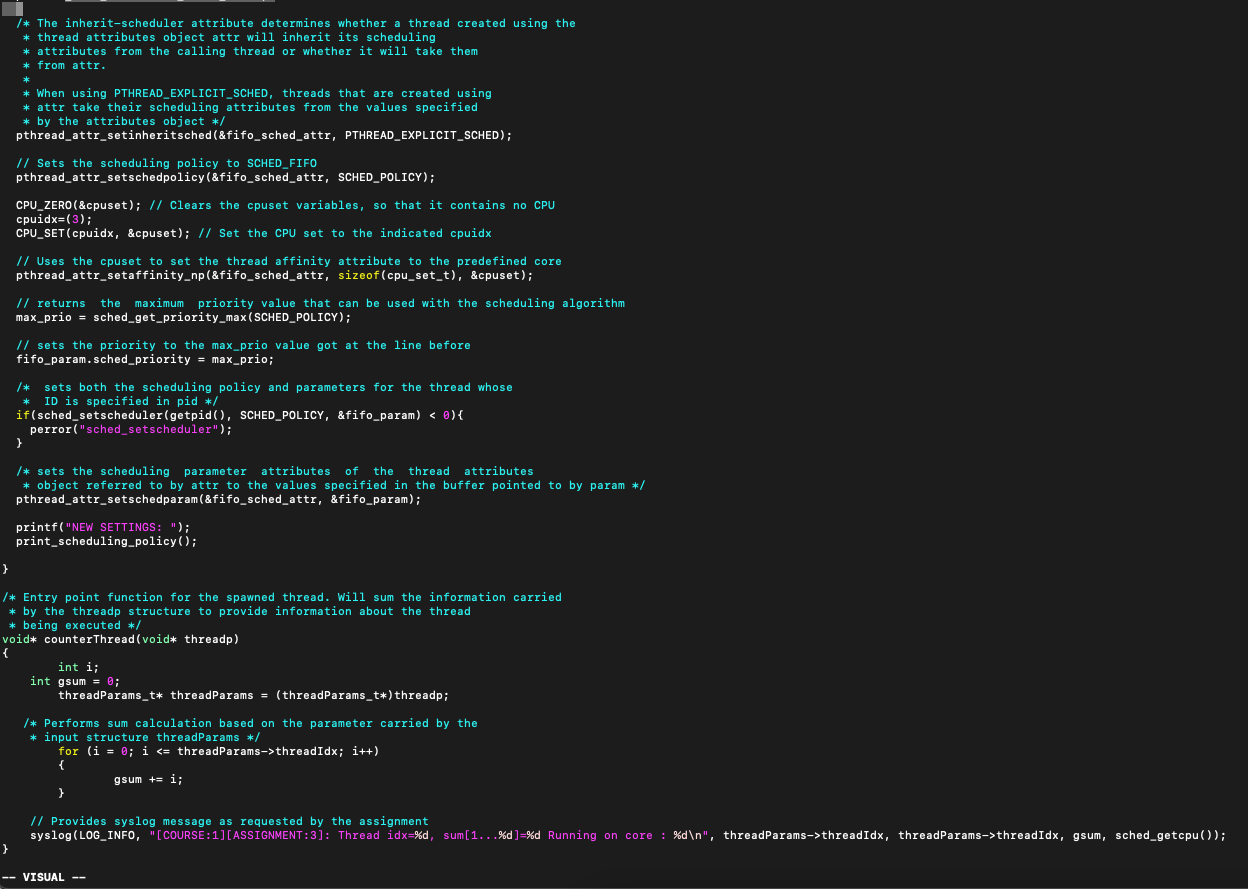 /* The inherit-scheduler attribute determines whether a thread created using the
 * thread attributes object attr will inherit its scheduling
 * attributes from the calling thread or whether it will take them
 * from attr.
 *
 * When using PTHREAD_EXPLICIT_SCHED, threads that are created using
 * attr take their scheduling attributes from the values specified
 * by the attributes object */
pthread_attr_setinheritsched(&fifo_sched_attr, PTHREAD_EXPLICIT_SCHED);

// Sets the scheduling policy to SCHED_FIFO
pthread_attr_setschedpolicy(&fifo_sched_attr, SCHED_POLICY);

CPU_ZERO(&cpuset); // Clears the cpuset variables, so that it contains no CPU
cpuidx=(3);
CPU_SET(cpuidx, &cpuset); // Set the CPU set to the indicated cpuidx

// Uses the cpuset to set the thread affinity attribute to the predefined core
pthread_attr_setaffinity_np(&fifo_sched_attr, sizeof(cpu_set_t), &cpuset);

// returns  the  maximum  priority value that can be used with the scheduling algorithm
max_prio = sched_get_priority_max(SCHED_POLICY);

// sets the priority to the max_prio value got at the line before
fifo_param.sched_priority = max_prio;

/*  sets both the scheduling policy and parameters for the thread whose
 *  ID is specified in pid */
if(sched_setscheduler(getpid(), SCHED_POLICY, &fifo_param) < 0){
  perror("sched_setscheduler");
}

/* sets the scheduling  parameter  attributes  of  the  thread  attributes
 * object referred to by attr to the values specified in the buffer pointed to by param */
pthread_attr_setschedparam(&fifo_sched_attr, &fifo_param);

printf("NEW SETTINGS: ");
print_scheduling_policy();

}

/* Entry point function for the spawned thread. Will sum the information carried
 * by the threadp structure to provide information about the thread
 * being executed */
void* counterThread(void* threadp)
{
        int i;
    int gsum = 0;
        threadParams_t* threadParams = (threadParams_t*)threadp;

   /* Performs sum calculation based on the parameter carried by the
    * input structure threadParams */
        for (i = 0; i <= threadParams->threadIdx; i++)
        {
                gsum += i;
        }

    // Provides syslog message as requested by the assignment
    syslog(LOG_INFO, "[COURSE:1][ASSIGNMENT:3]: Thread idx=%d, sum[1...%d]=%d Running on core : %d\n", threadParams->threadIdx, threadParams->threadIdx, gsum, sched_getcpu());
}

-- VISUAL --